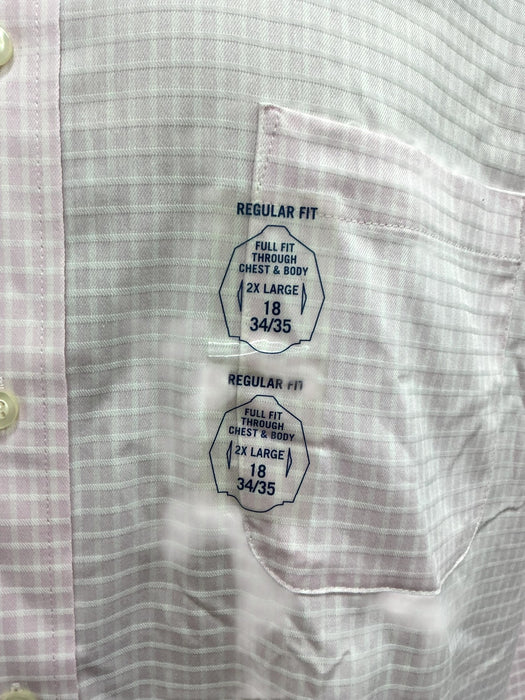 REGULAR FIT
FULL FIT
THROUGH
CHEST & BODY
2X LARGE
18
34/35
REGULAR FIT
FULL FIT
THROUGH
CHEST & BODY
2X LARGE
18
34/35